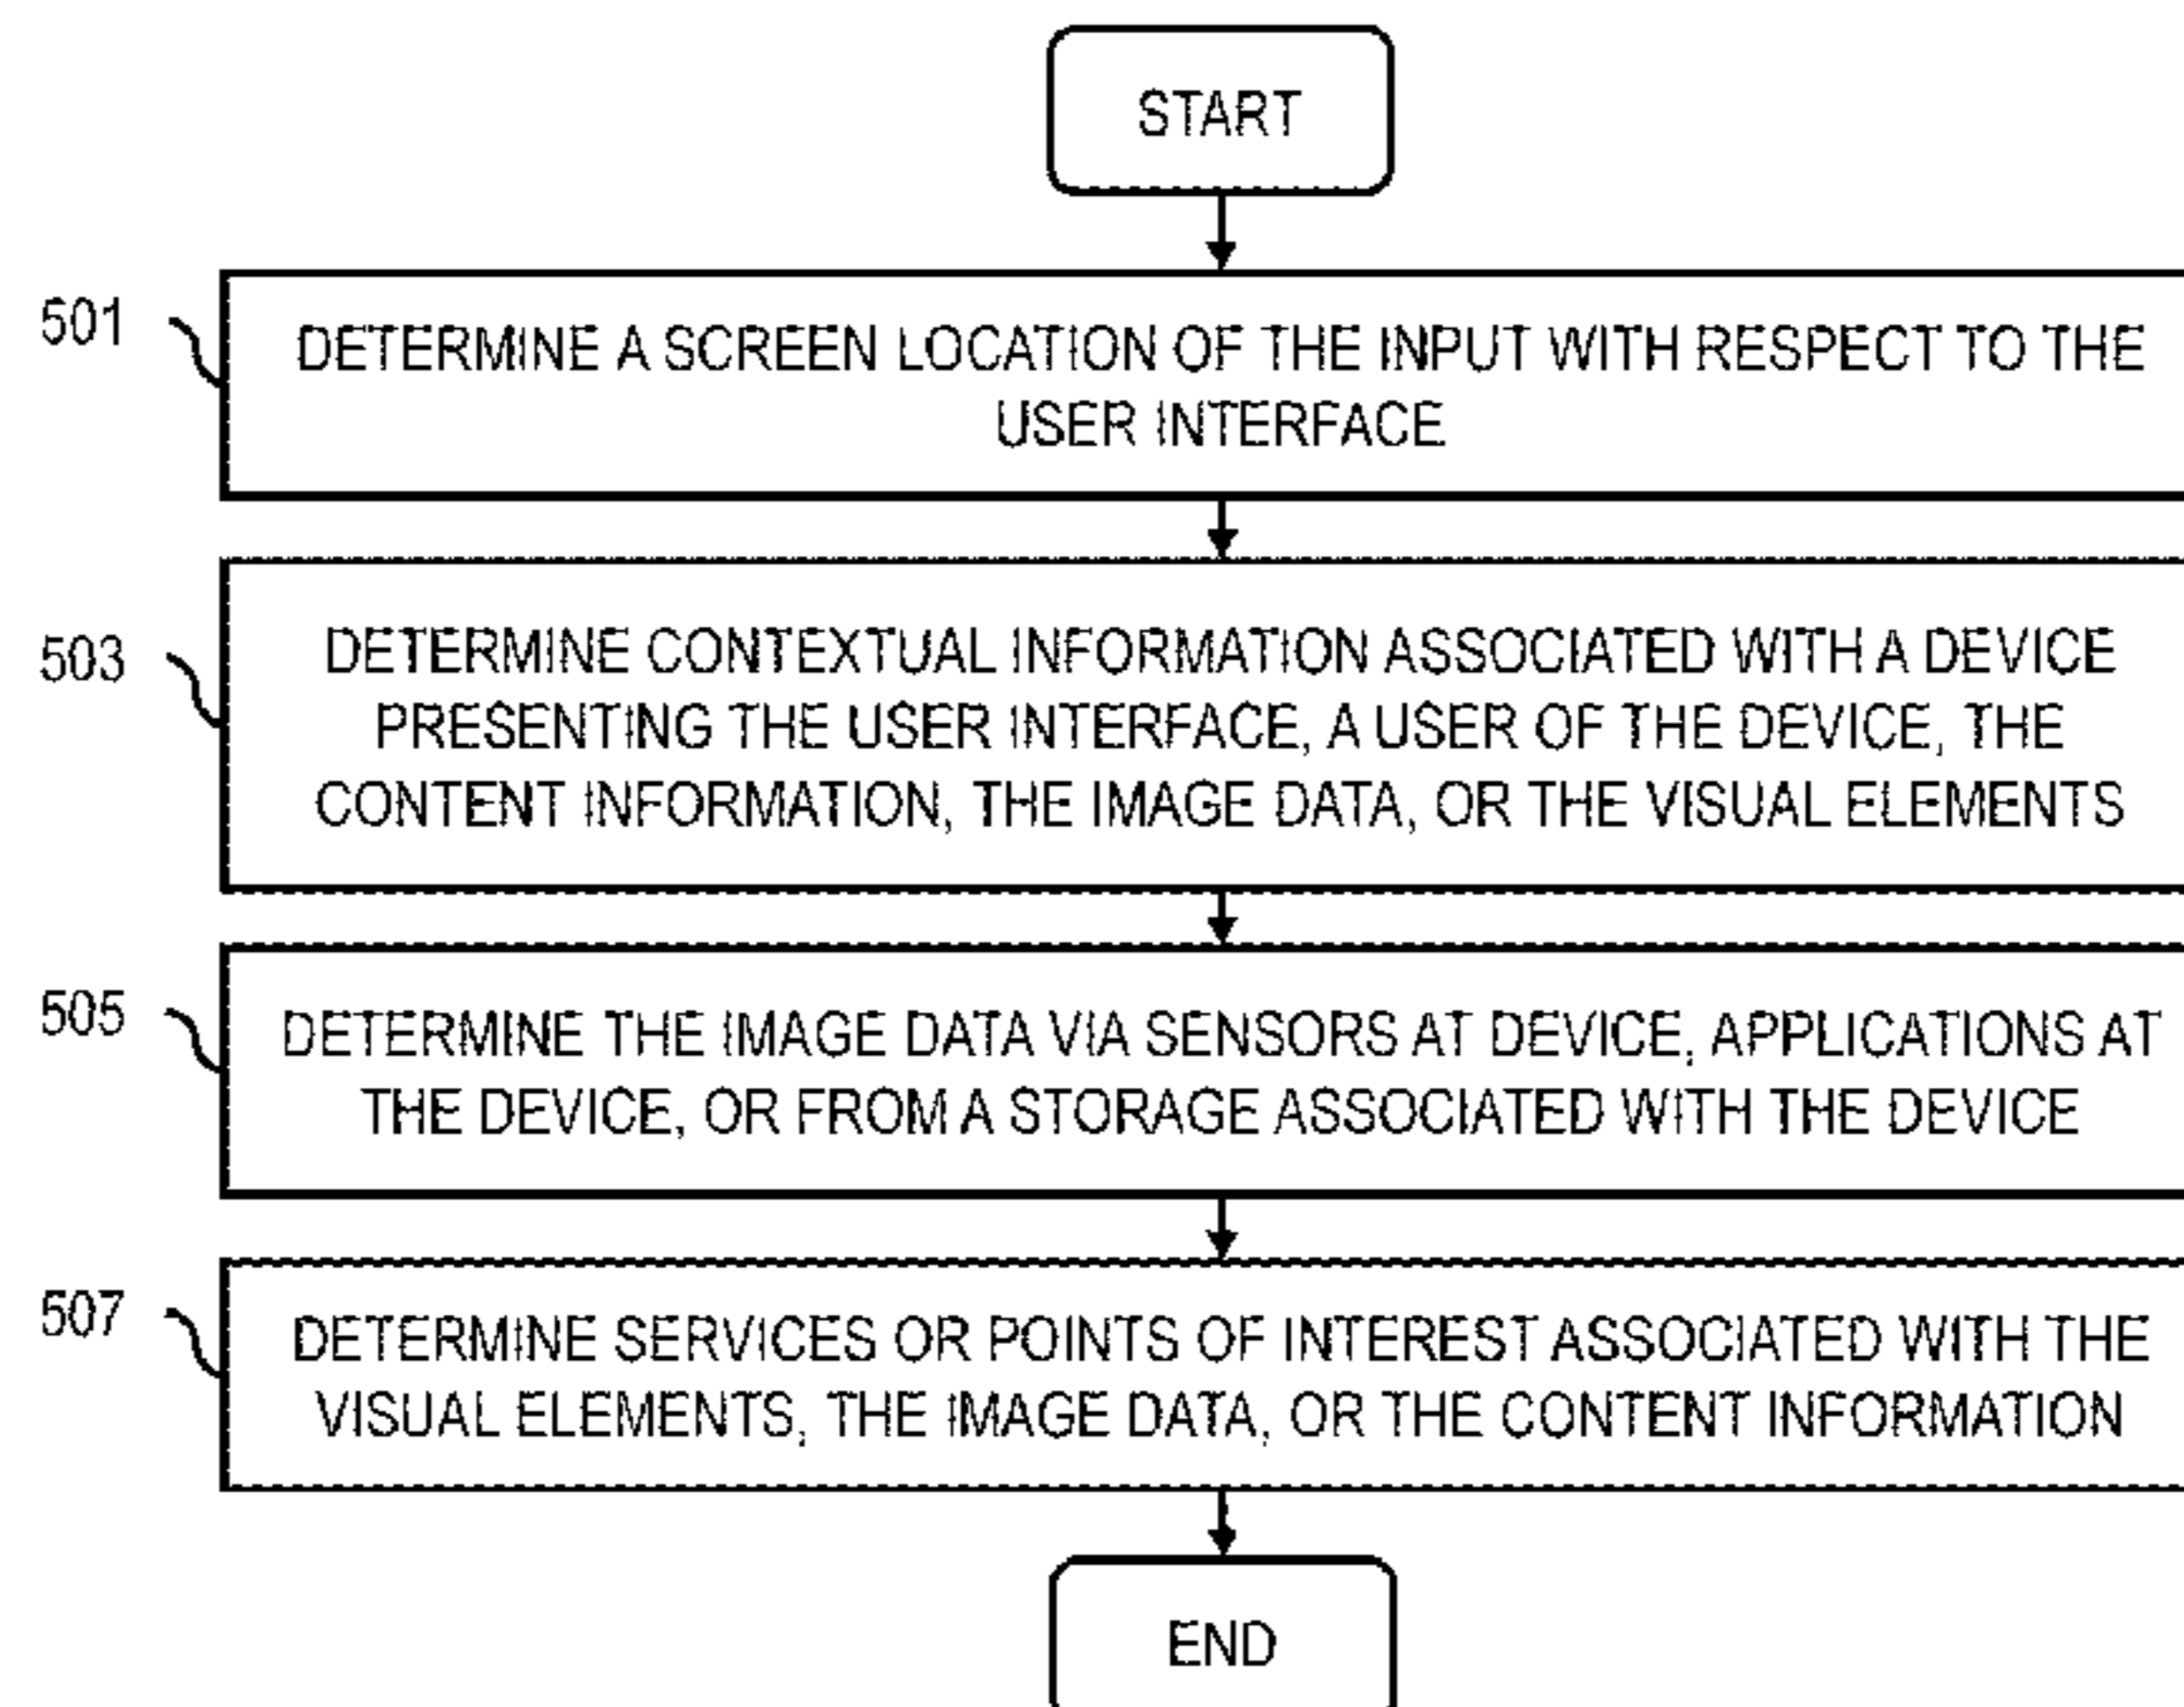 START
501
DETERMINE A SCREEN LOCATION OF THE INPUT WITH RESPECT TO THE
USER INTERFACE
503
DETERMINE CONTEXTUAL INFORMATION ASSOCIATED WITH A DEVICE
PRESENTING THE USER INTERFACE, A USER OF THE DEVICE, THE
CONTENT INFORMATION, THE IMAGE DATA, OR THE VISUAL ELEMENTS
505
DETERMINE THE IMAGE DATA VIA SENSORS AT DEVICE, APPLICATIONS AT
THE DEVICE, OR FROM A STORAGE ASSOCIATED WITH THE DEVICE
507
DETERMINE SERVICES OR POINTS OF INTEREST ASSOCIATED WITH THE
VISUAL ELEMENTS, THE IMAGE DATA, OR THE CONTENT INFORMATION
END